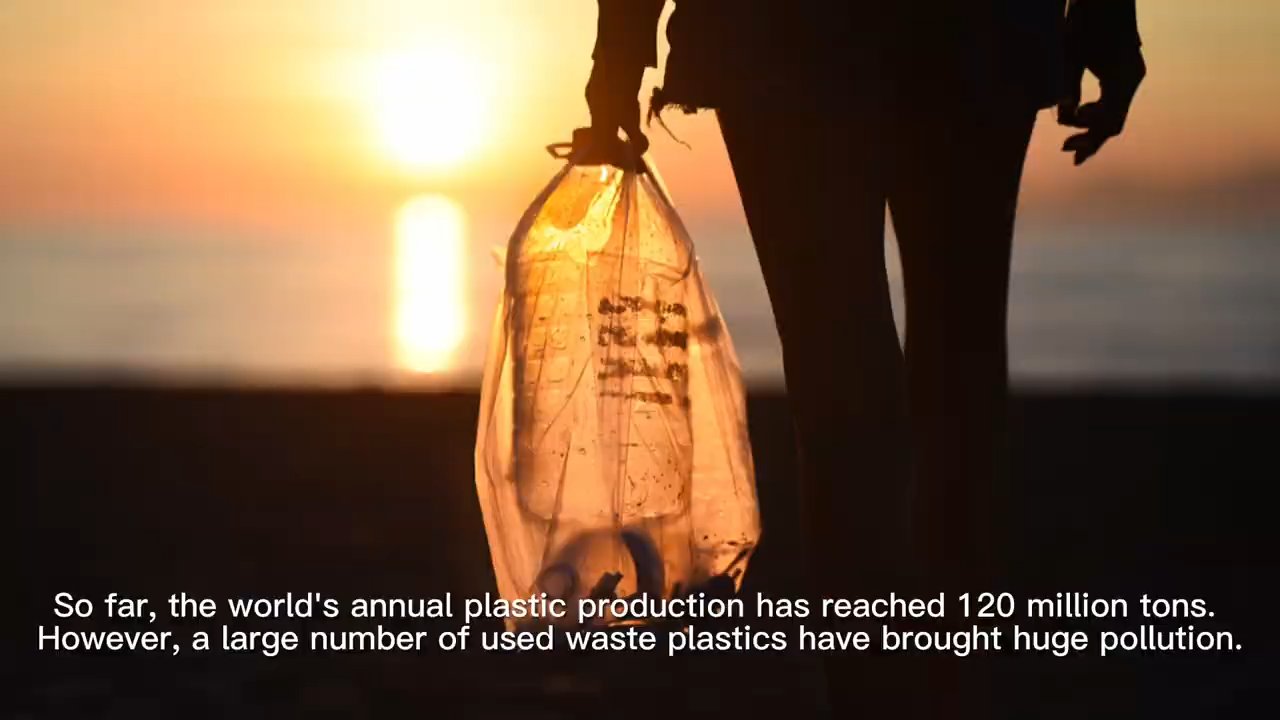 So far, the world's annual plastic production has reached 120 million tons.
However, a large number of used waste plastics have brought huge pollution.